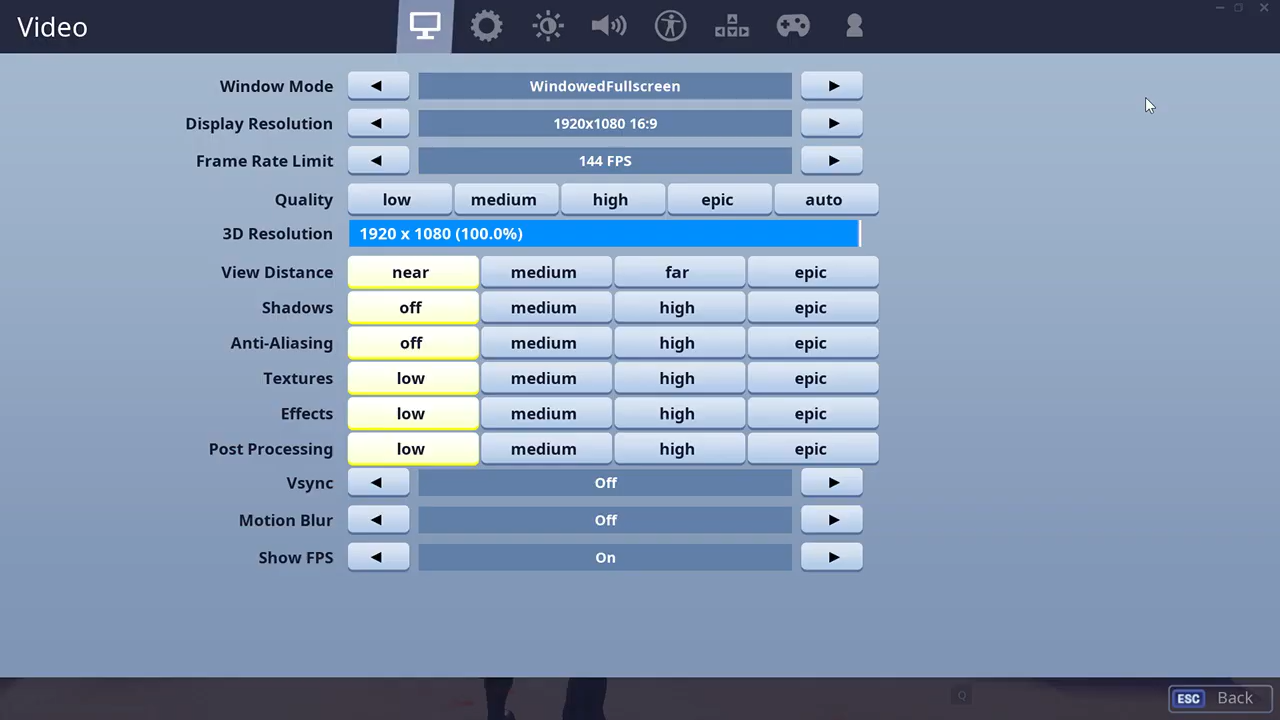 Video
Window Mode WindowedFullscreen
Display Resolution 1920x1080 16:9
Frame Rate Limit 144 FPS
Quality low medium high epic auto
3D Resolution 1920 x 1080 (100.0%)
View Distance near medium far epic
Shadows off medium high epic
Anti-Aliasing off medium high epic
Textures low medium high epic
Effects low medium high epic
Post Processing low medium high epic
Vsync Off
Motion Blur Off
Show FPS On
Q
ESC Back